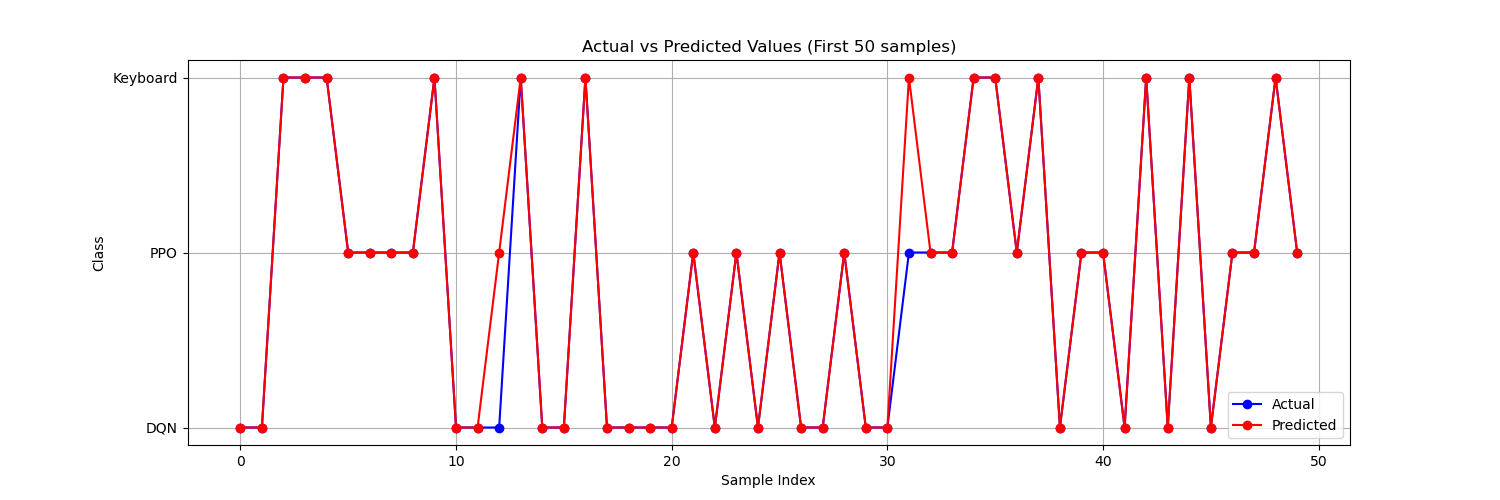 Actual vs Predicted Values (First 50 samples)
Keyboard
PPO
DQN
Class
0 10 20 30 40 50
Sample Index
Actual
Predicted